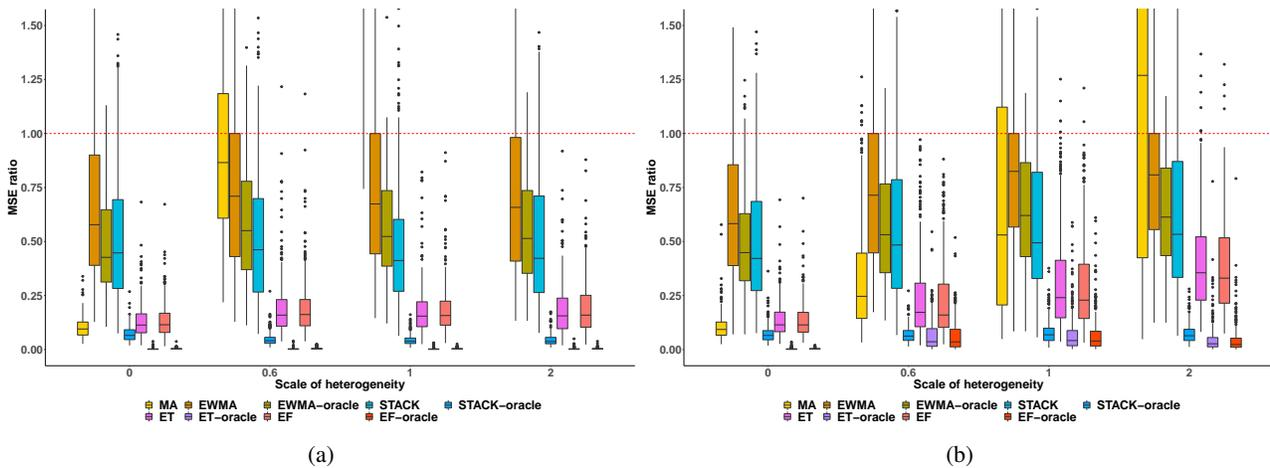 1.50
1.25
1.00
0.75
0.50
0.25
0.00
MSE ratio
0 0.6 1 2
Scale of heterogeneity
MA EWMA EWMA−oracle STACK STACK−oracle
ET ET−oracle EF EF−oracle
(a)
1.50
1.25
1.00
0.75
0.50
0.25
0.00
MSE ratio
0 0.6 1 2
Scale of heterogeneity
MA EWMA EWMA−oracle STACK STACK−oracle
ET ET−oracle EF EF−oracle
(b)